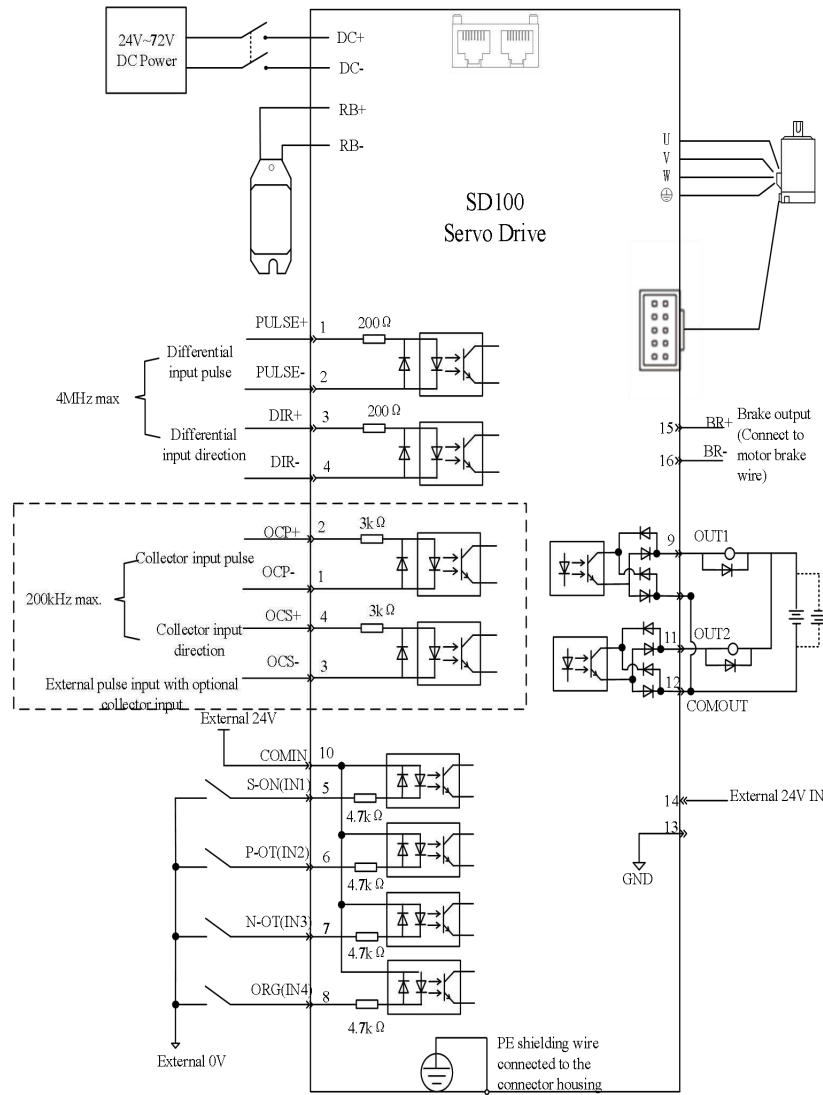 24V~72V
DC Power
DC+
DC-
RB+
RB-
U
V
W
SD100
Servo Drive
PULSE+
1
200Ω
Differential
input pulse
PULSE-
2
4MHz max
DIR+
3
200Ω
Differential
input direction
DIR-
4
15
BR+
16
BR-
Brake output
(Connect to
motor brake
wire)
OCP+
2
3kΩ
Collector input pulse
OCP-
1
200kHz max.
OCS+
4
3kΩ
Collector input
direction
OCS-
3
External pulse input with optional
collector input
9
OUT1
11
OUT2
12
COMOUT
External 24V
COMIN
10
S-ON(IN1)
5
4.7kΩ
P-OT(IN2)
6
4.7kΩ
N-OT(IN3)
7
4.7kΩ
ORG(IN4)
8
4.7kΩ
External 0V
14
External 24V IN
13
GND
PE shielding wire
connected to the
connector housing